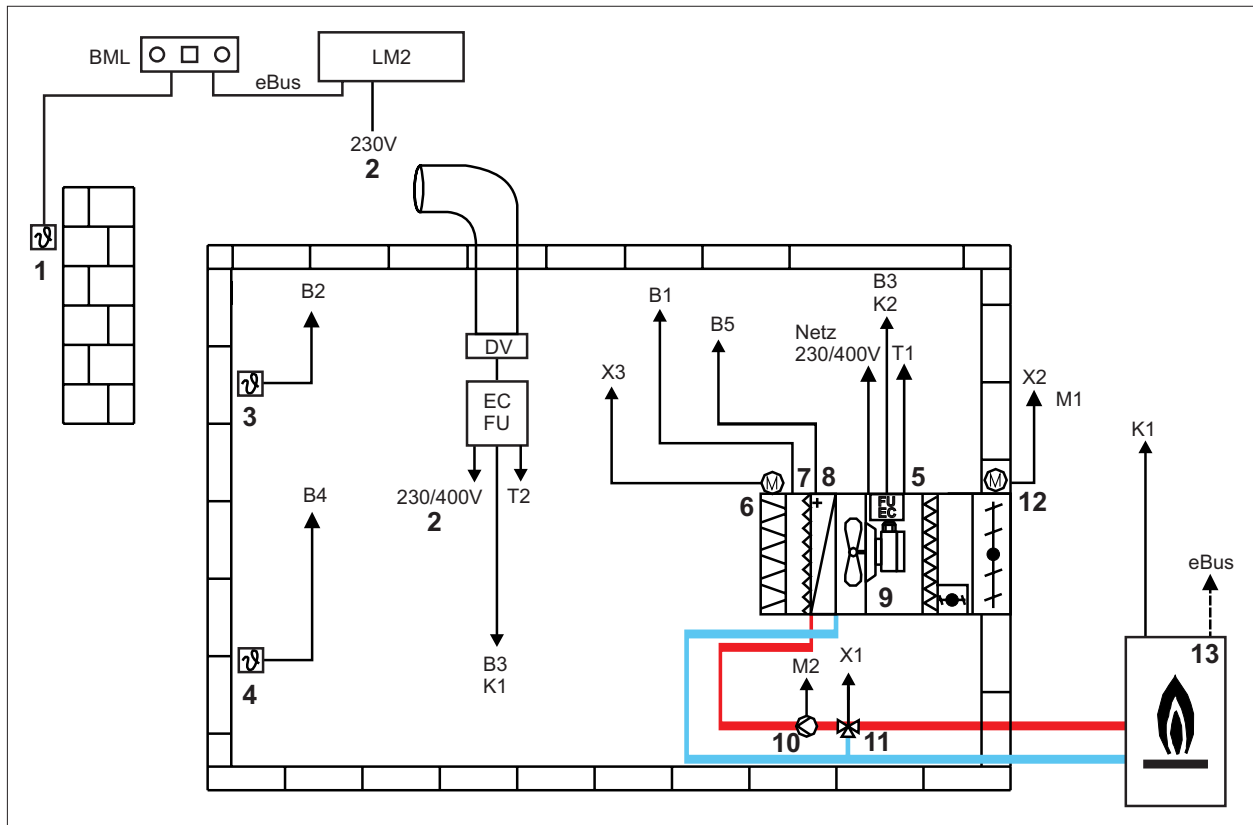 BML
LM2
eBus
230V
2
1
B2
B1
B3
K2
B5
Netz
230/400V
T1
X3
DV
X2
M1
3
EC
FU
K1
7
8
5
M
M
230/400V
T2
6
+
FU
EC
12
2
B4
eBus
9
13
B3
K1
M2
X1
4
10
11